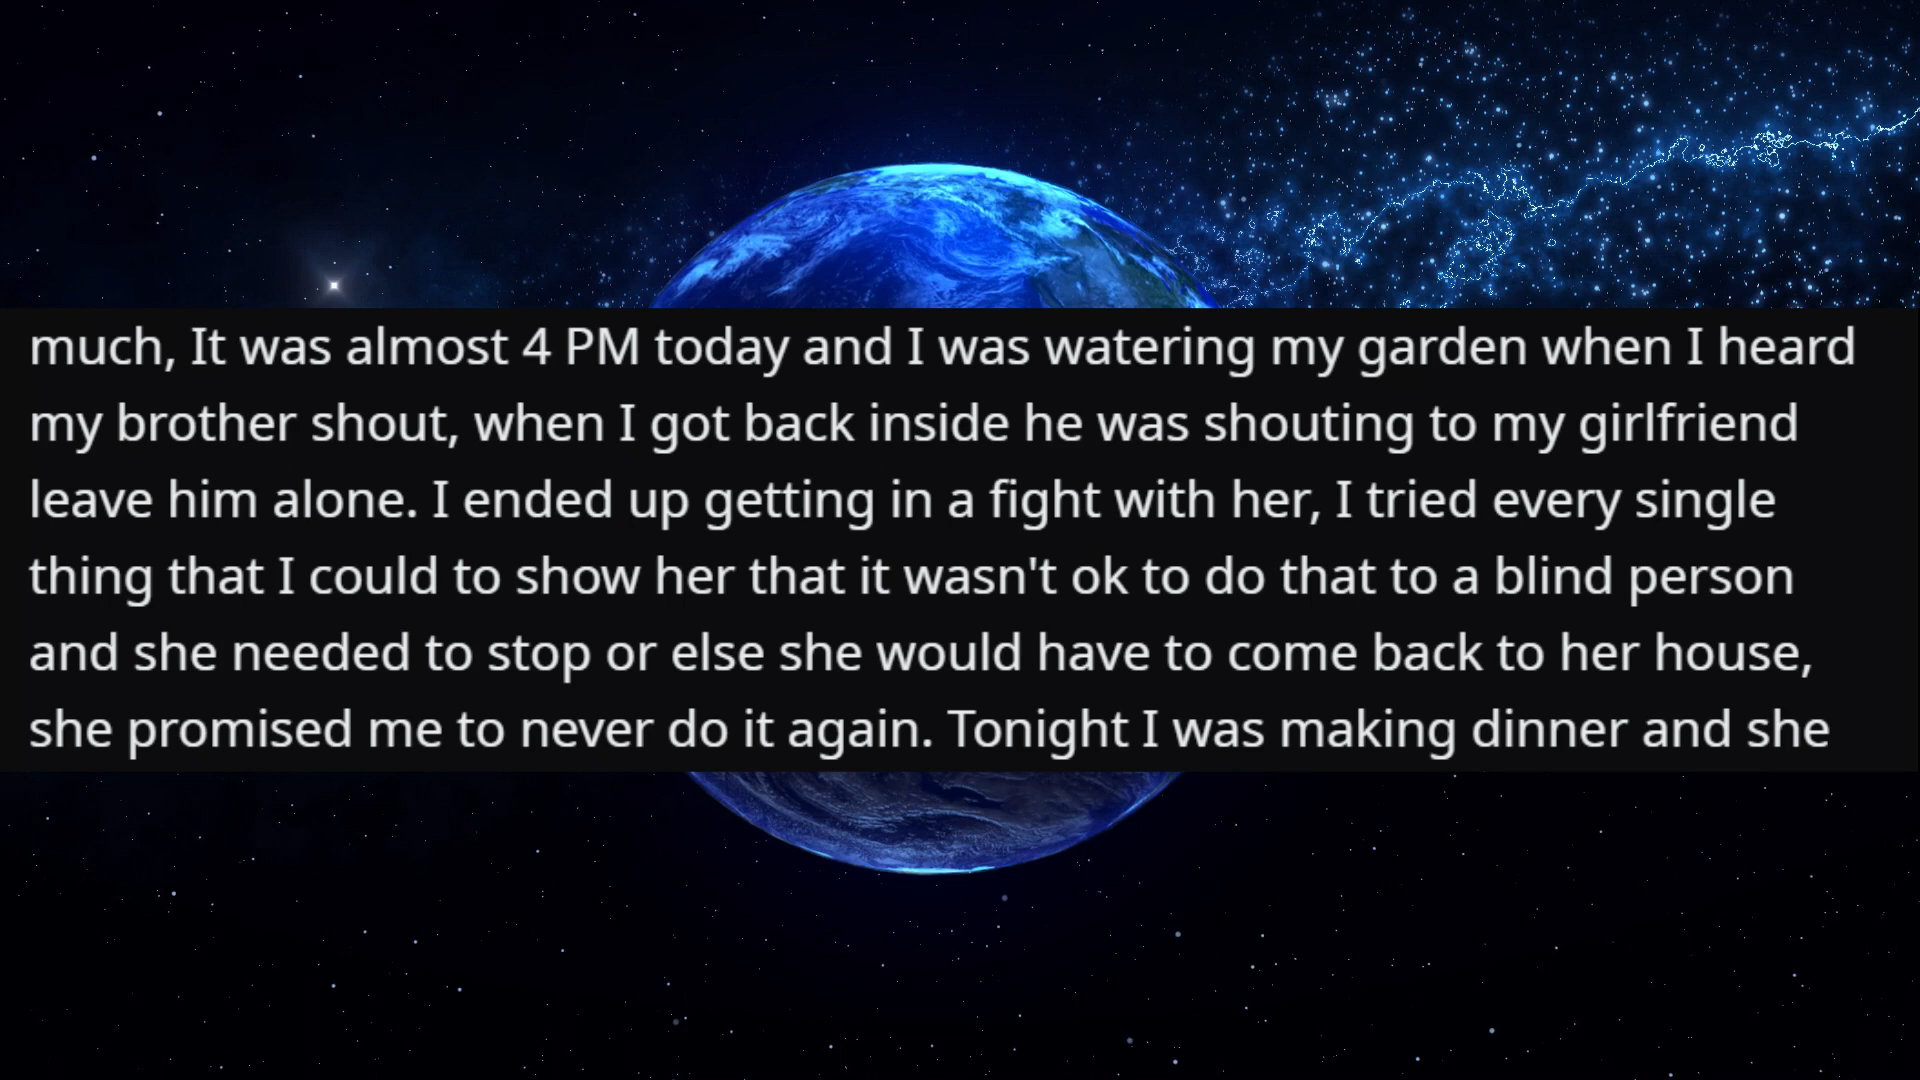 much, It was almost 4 PM today and I was watering my garden when I heard
my brother shout, when I got back inside he was shouting to my girlfriend
leave him alone. I ended up getting in a fight with her, I tried every single
thing that I could to show her that it wasn't ok to do that to a blind person
and she needed to stop or else she would have to come back to her house,
she promised me to never do it again. Tonight I was making dinner and she